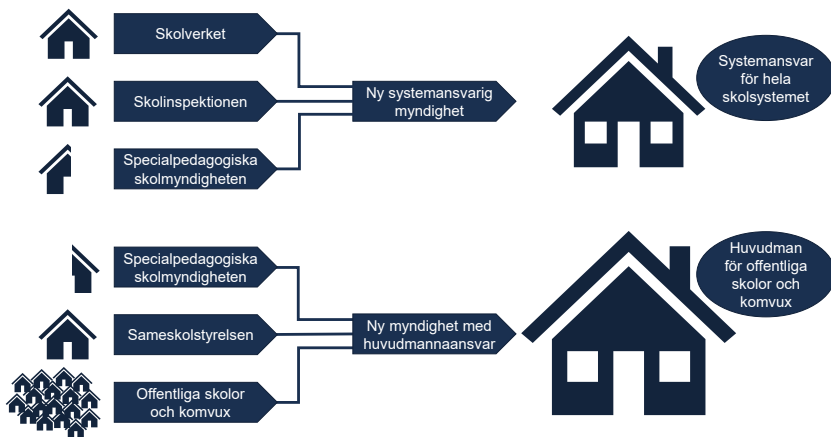 Skolverket
Skolinspektionen
Specialpedagogiska
skolmyndigheten
Ny systemansvarig
myndighet
Systemansvar
för hela
skolsystemet
Specialpedagogiska
skolmyndigheten
Sameskolstyrelsen
Offentliga skolor
och komvux
Ny myndighet med
huvudmannaansvar
Huvudman
för offentliga
skolor och
komvux